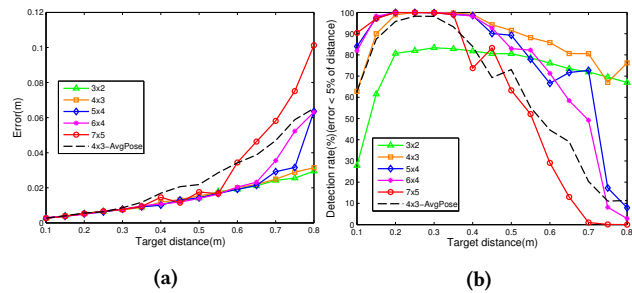 0.12
0.1
0.08
0.06
0.04
0.02
0
Error(m)
3x2
4x3
5x4
6x4
7x5
4x3−AvgPose
0.1 0.2 0.3 0.4 0.5 0.6 0.7 0.8
Target distance(m)
(a)
100
90
80
70
60
50
40
30
20
10
0
Detection rate(%)(error < 5% of distance)
3x2
4x3
5x4
6x4
7x5
4x3−AvgPose
0.1 0.2 0.3 0.4 0.5 0.6 0.7 0.8
Target distance(m)
(b)